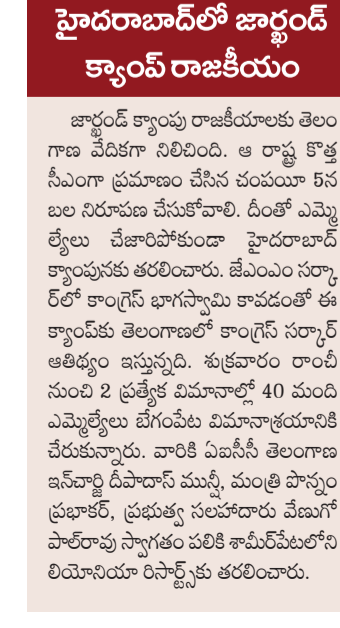 హైదరాబాద్‌లో జార్ఖండ్
క్యాంప్ రాజకీయం
జార్ఖండ్ క్యాంపు రాజకీయాలకు తెలం
గాణ వేదికగా నిలిచింది. ఆ రాష్ట్ర కొత్త
సీఎంగా ప్రమాణం చేసిన చంపయీ 5న
బల నిరూపణ చేసుకోవాలి. దీంతో ఎమ్మె
ల్యేలు చేజారిపోకుండా హైదరాబాద్
క్యాంపునకు తరలించారు. జేఎంఎం సర్కా
ర్‌లో కాంగ్రెస్ భాగస్వామి కావడంతో ఈ
క్యాంప్‌కు తెలంగాణలో కాంగ్రెస్ సర్కార్
ఆతిథ్యం ఇస్తున్నది. శుక్రవారం రాంచీ
నుంచి 2 ప్రత్యేక విమానాల్లో 40 మంది
ఎమ్మెల్యేలు బేగంపేట విమానాశ్రయానికి
చేరుకున్నారు. వారికి ఏఐసీసీ తెలంగాణ
ఇన్‌చార్జి దీపాదాస్ మున్షీ, మంత్రి పొన్నం
ప్రభాకర్, ప్రభుత్వ సలహాదారు వేణుగో
పాల్‌రావు స్వాగతం పలికి శామీర్‌పేటలోని
లియోనియా రిసార్ట్స్‌కు తరలించారు.